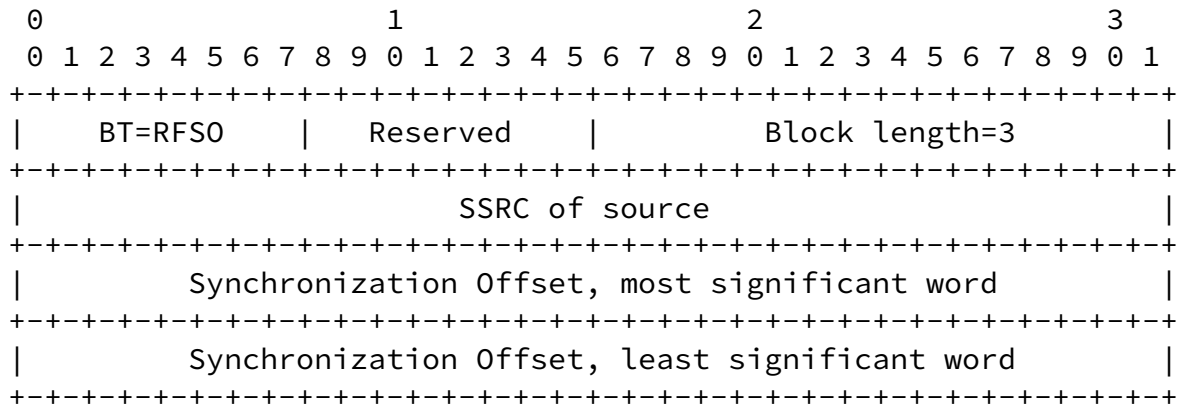 0                   1                   2                   3
 0 1 2 3 4 5 6 7 8 9 0 1 2 3 4 5 6 7 8 9 0 1 2 3 4 5 6 7 8 9 0 1
+-+-+-+-+-+-+-+-+-+-+-+-+-+-+-+-+-+-+-+-+-+-+-+-+-+-+-+-+-+-+-+-+
|    BT=RFSO    |   Reserved    |         Block length=3        |
+-+-+-+-+-+-+-+-+-+-+-+-+-+-+-+-+-+-+-+-+-+-+-+-+-+-+-+-+-+-+-+-+
|                        SSRC of source                         |
+-+-+-+-+-+-+-+-+-+-+-+-+-+-+-+-+-+-+-+-+-+-+-+-+-+-+-+-+-+-+-+-+
|         Synchronization Offset, most significant word         |
+-+-+-+-+-+-+-+-+-+-+-+-+-+-+-+-+-+-+-+-+-+-+-+-+-+-+-+-+-+-+-+-+
|         Synchronization Offset, least significant word        |
+-+-+-+-+-+-+-+-+-+-+-+-+-+-+-+-+-+-+-+-+-+-+-+-+-+-+-+-+-+-+-+-+